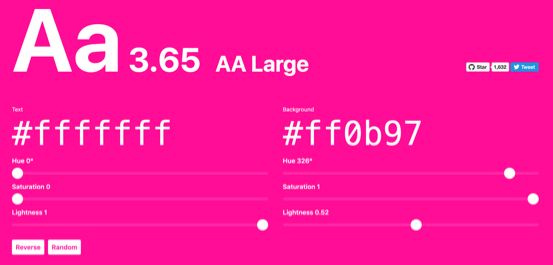 Aa 3.65 AA Large
Star 1,632 Tweet
Text Background
#ffffff #ff0b97
Hue 0° Hue 326°
Saturation 0 Saturation 1
Lightness 1 Lightness 0.52
Reverse Random